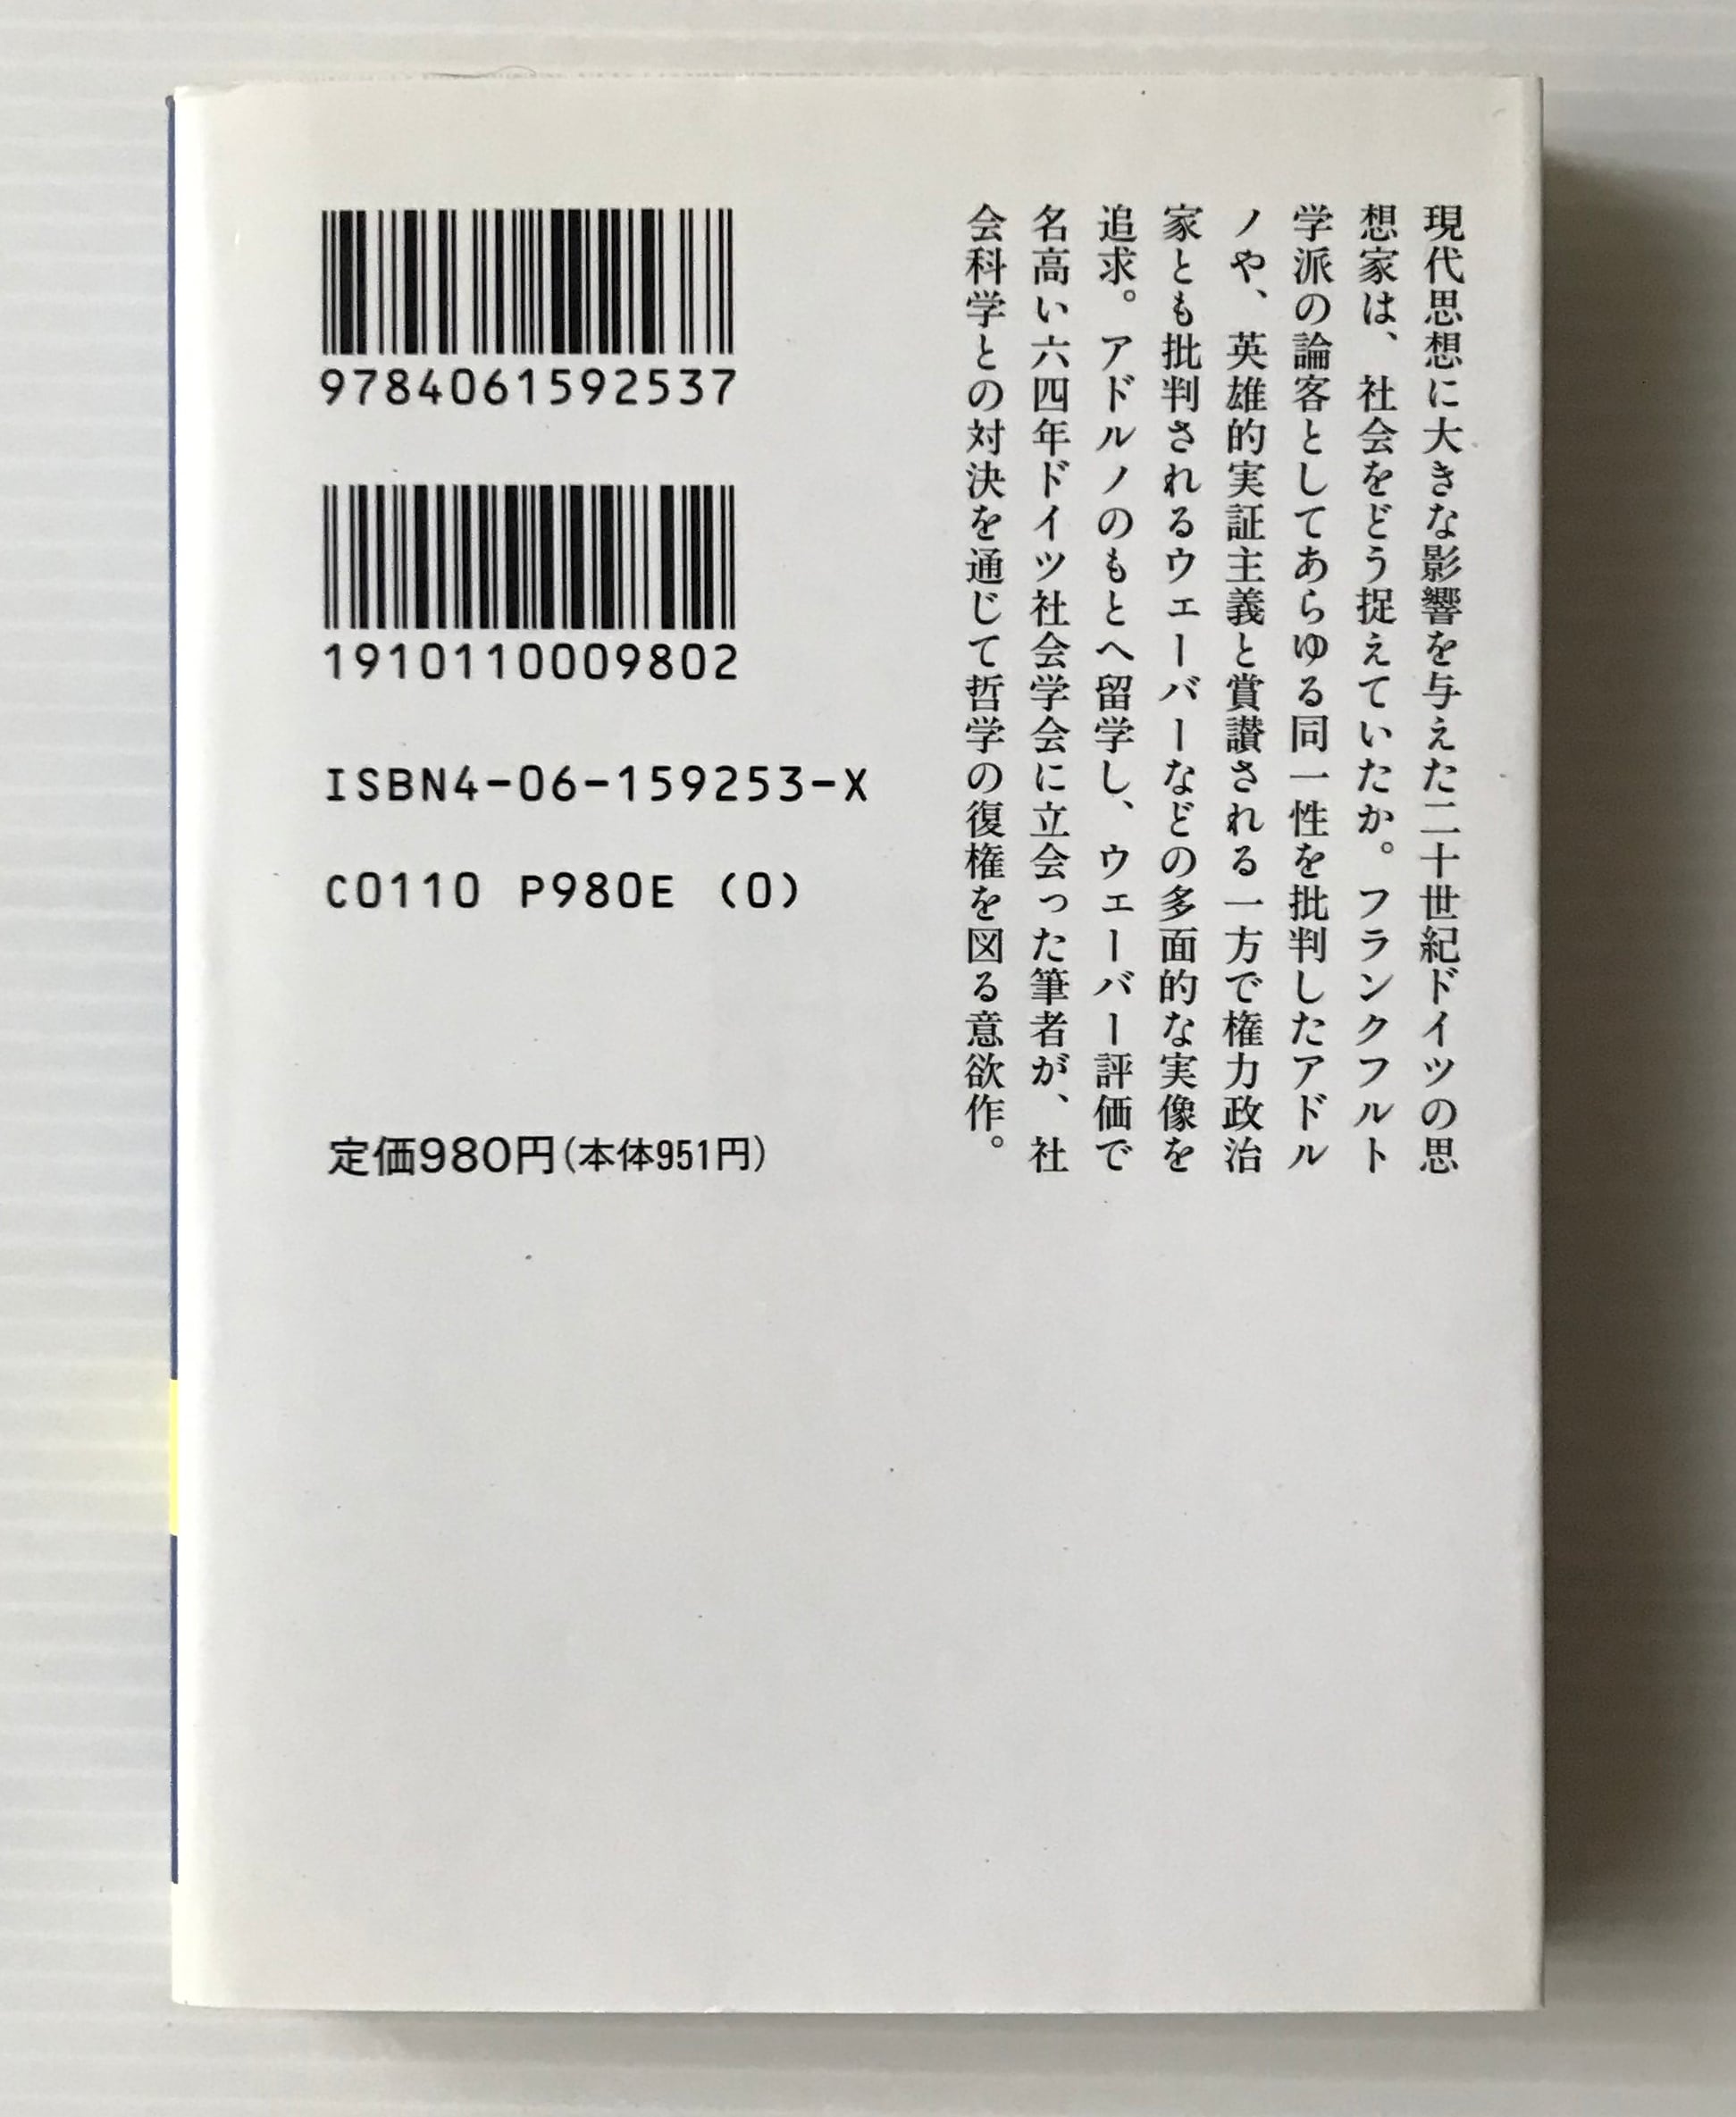 現代思想に大きな影響を与えた二十世紀ドイツの思
想家は、社会をどう捉えていたか。フランクフルト
学派の論客としてあらゆる同一性を批判したアドル
ノや、英雄的実証主義と賞讃される一方で権力政治
家とも批判されるウエーバーなどの多面的な実像を
追求。アドルノのもとへ留学し、ウェーバー評価で
名高い六四年ドイツ社会学会に立会った筆者が、社
会科学との対決を通じて哲学の復権を図る意欲作。
9784061592537
1910110009802
ISBN4-06-159253-X
C0110 P980E (0)
定価980円(本体951円)